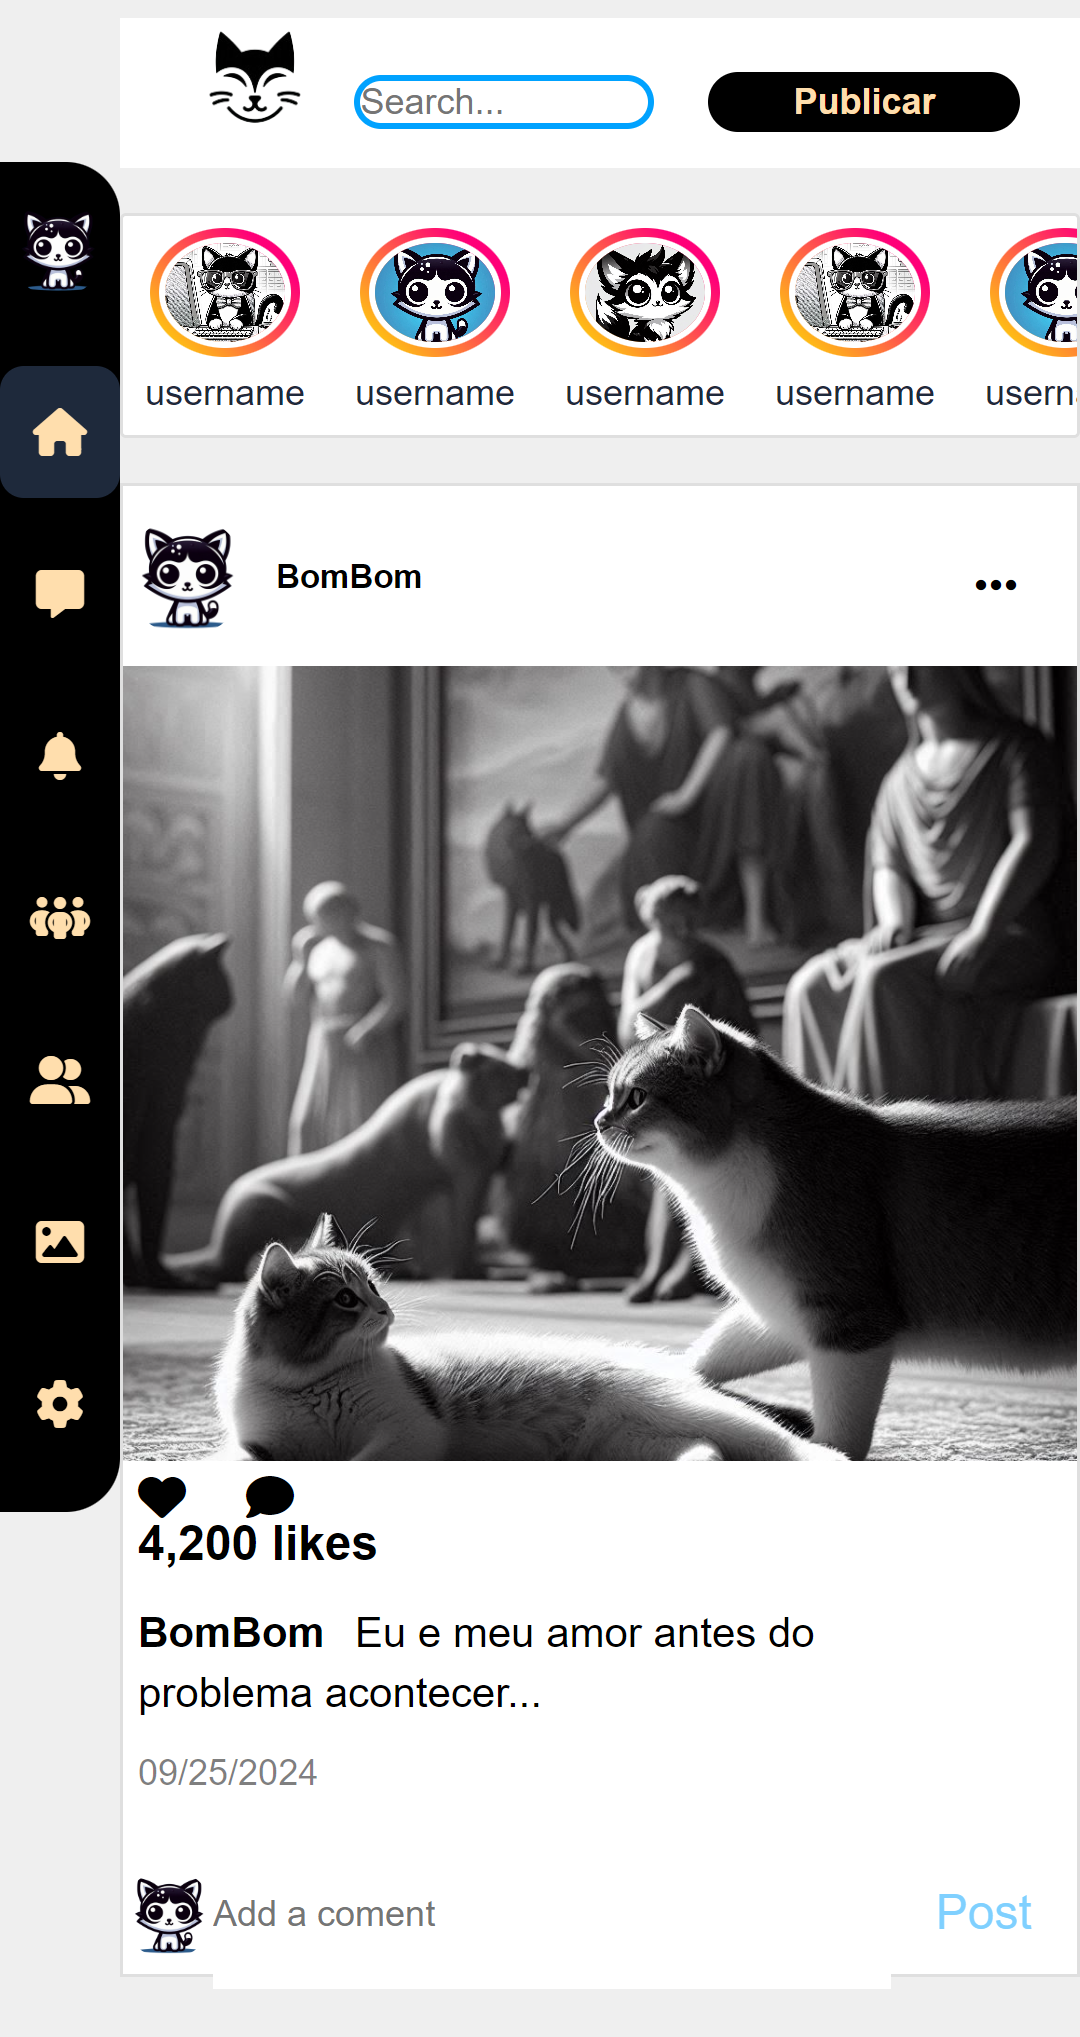 Search...
Publicar
username
username
username
username
usern
BomBom
4,200 likes
BomBom Eu e meu amor antes do
problema acontecer...
09/25/2024
Add a coment
Post